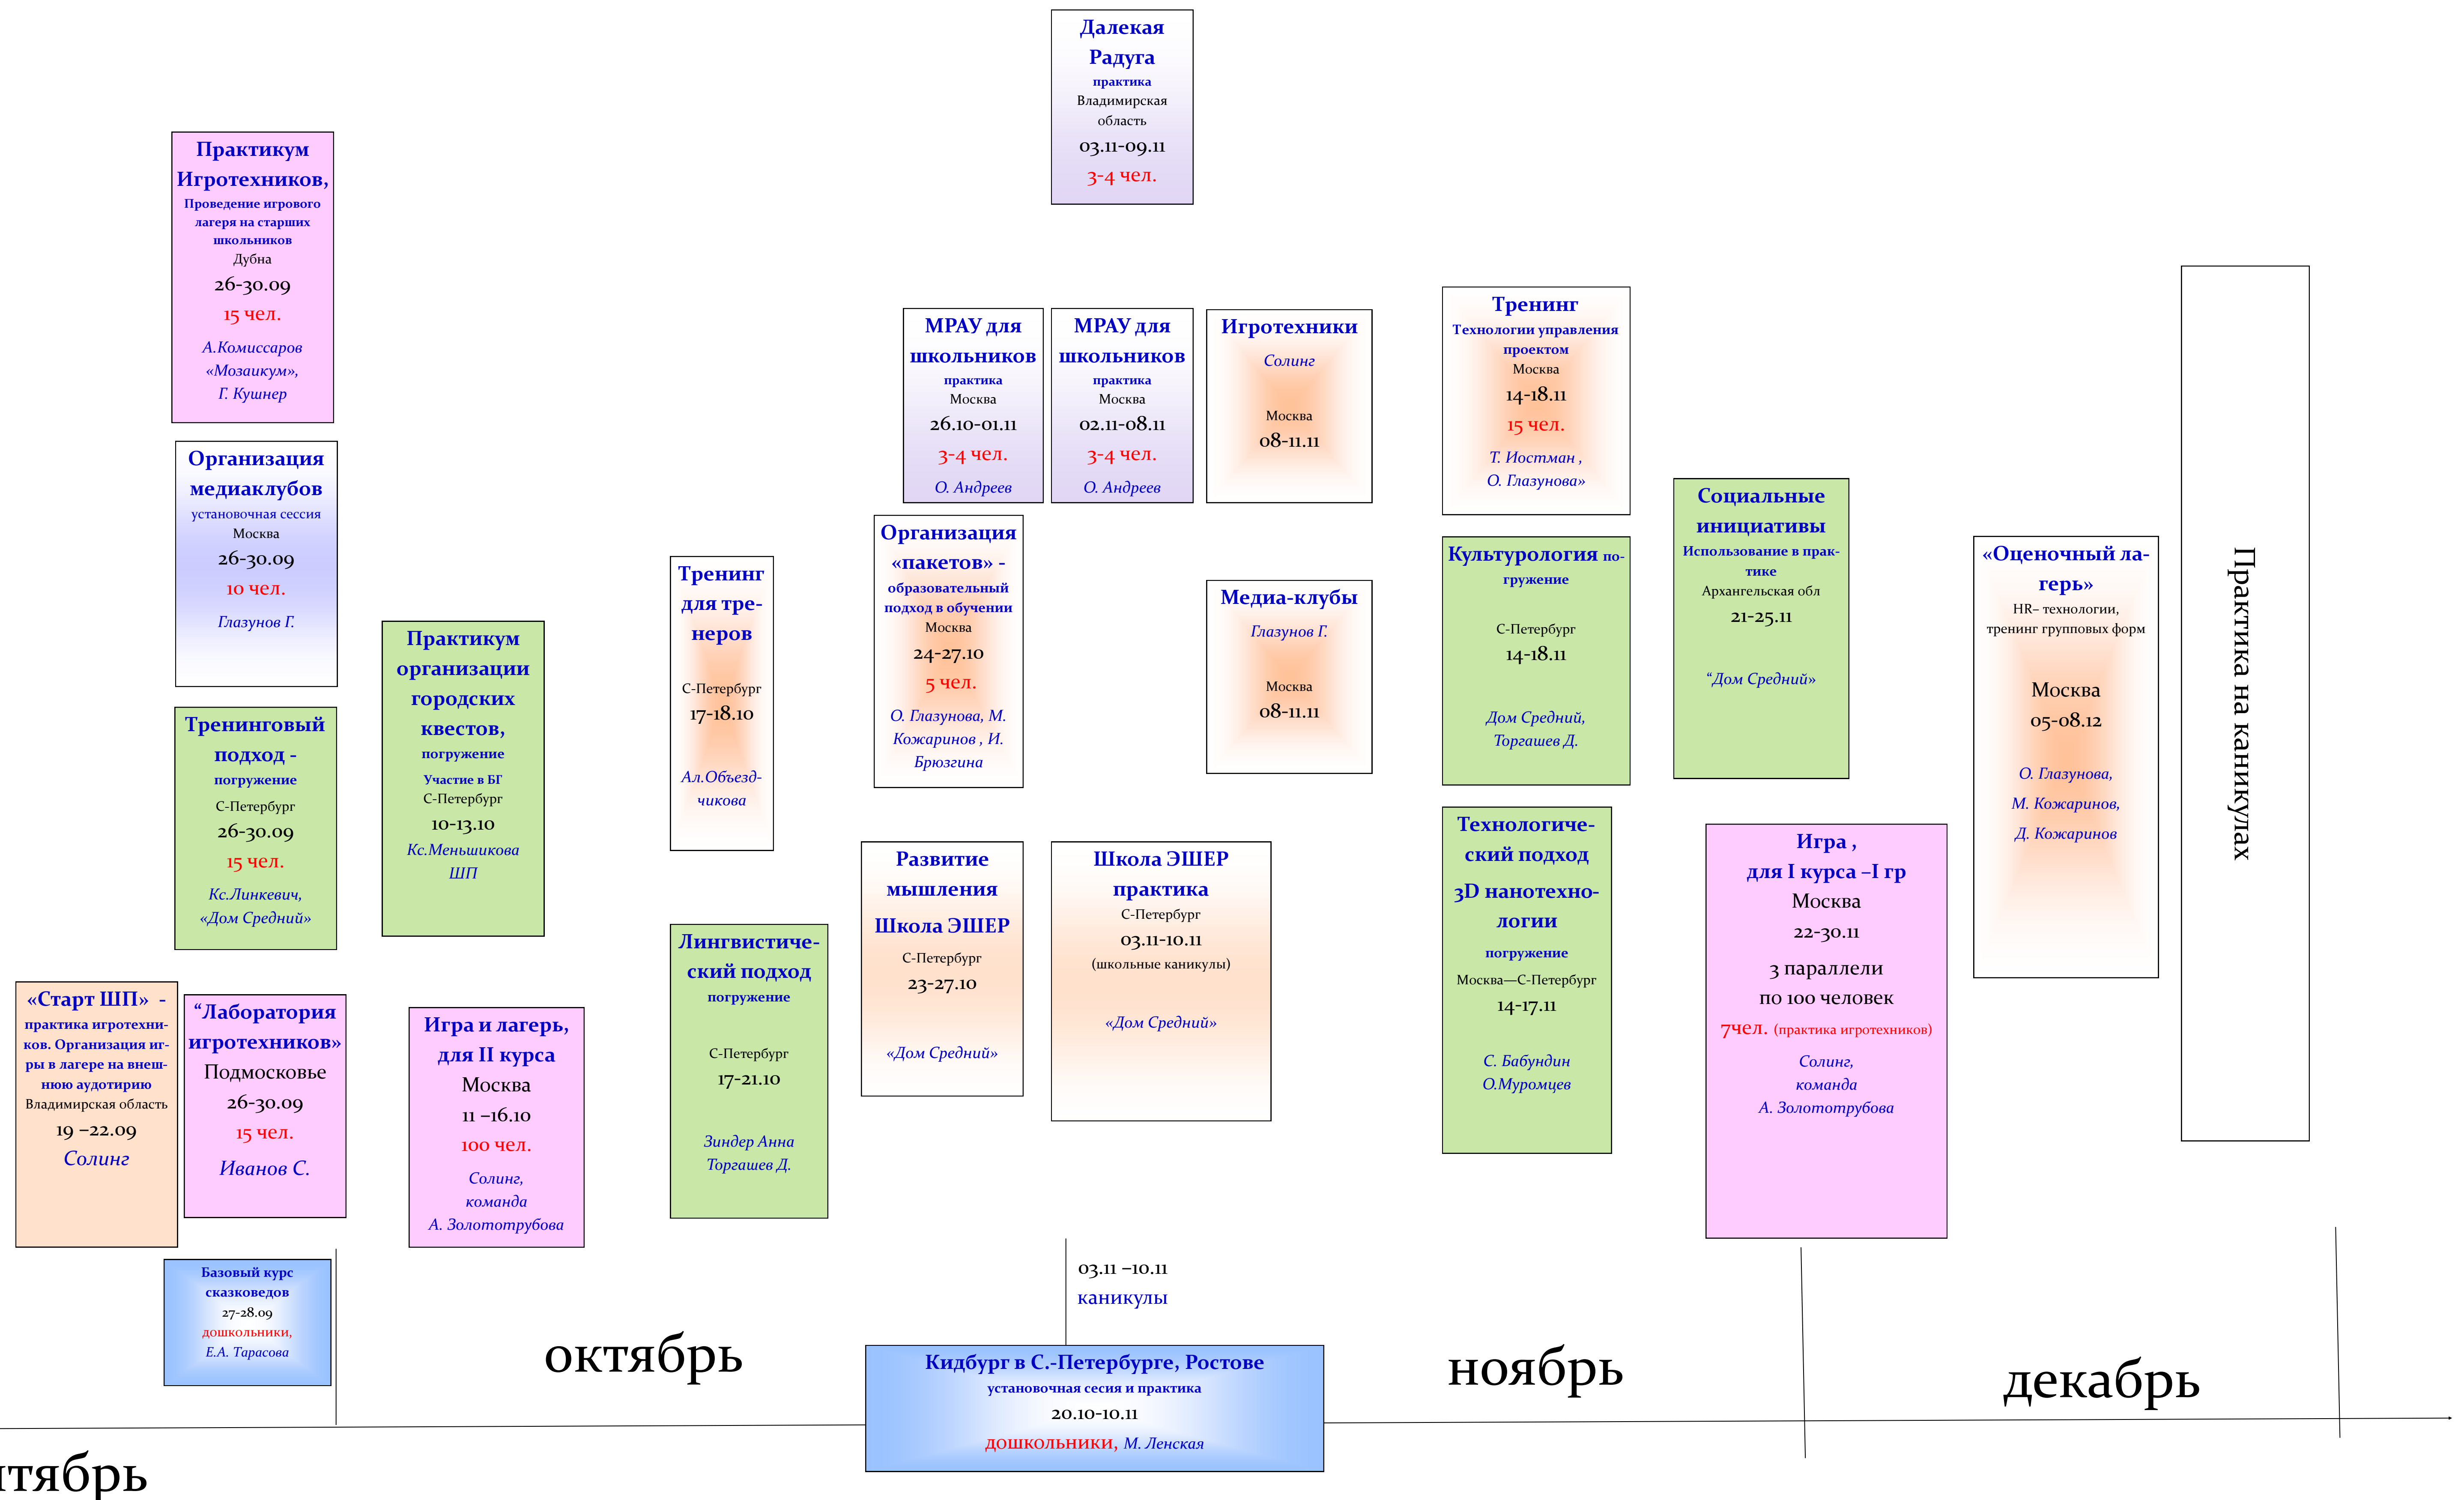 Далекая
Радуга
практика
Владимирская
область
03.11-09.11
3-4 чел.
Практикум
Игротехников,
Проведение игрового
лагеря на старших
школьников
Дубна
26-30.09
15 чел.
А.Комиссаров
«Мозаикум»,
Г. Кушнер
Организация
медиаклубов
установочная сессия
Москва
26-30.09
10 чел.
Глазунов Г.
Тренинговый
подход -
погружение
С-Петербург
26-30.09
15 чел.
Кс.Линкевич,
«Дом Средний»
«Старт ШП» -
практика игротехни-
ков. Организация иг-
ры в лагере на внеш-
нюю аудотирию
Владимирская область
19 –22.09
Солинг
“Лаборатория
игротехников»
Подмосковье
26-30.09
15 чел.
Иванов С.
Базовый курс
сказковедов
27-28.09
дошкольники,
Е.А. Тарасова
Практикум
организации
городских
квестов,
погружение
Участие в БГ
С-Петербург
10-13.10
Кс.Меньшикова
ШП
Игра и лагерь,
для II курса
Москва
11 –16.10
100 чел.
Солинг,
команда
А. Золототрубова
Тренинг
для тре-
неров
С-Петербург
17-18.10
Ал.Объезд-
чикова
Лингвистиче-
ский подход
погружение
С-Петербург
17-21.10
Зиндер Анна
Торгашев Д.
МРАУ для
школьников
практика
Москва
26.10-01.11
3-4 чел.
О. Андреев
МРАУ для
школьников
практика
Москва
02.11-08.11
3-4 чел.
О. Андреев
Игротехники
Солинг
Москва
08-11.11
Организация
«пакетов» -
образовательный
подход в обучении
Москва
24-27.10
5 чел.
О. Глазунова, М.
Кожаринов , И.
Брюзгина
Медиа-клубы
Глазунов Г.
Москва
08-11.11
Развитие
мышления
Школа ЭШЕР
С-Петербург
23-27.10
«Дом Средний»
Школа ЭШЕР
практика
С-Петербург
03.11-10.11
(школьные каникулы)
«Дом Средний»
Тренинг
Технологии управления
проектом
Москва
14-18.11
15 чел.
Т. Иостман ,
О. Глазунова»
Культурология по-
гружение
С-Петербург
14-18.11
Дом Средний,
Торгашев Д.
Технологиче-
ский подход
3D нанотехно-
логии
погружение
Москва—С-Петербург
14-17.11
С. Бабундин
О.Муромцев
Социальные
инициативы
Использование в прак-
тике
Архангельская обл
21-25.11
“Дом Средний»
Игра ,
для I курса –I гр
Москва
22-30.11
3 параллели
по 100 человек
7чел. (практика игротехников)
Солинг,
команда
А. Золототрубова
«Оценочный ла-
герь»
HR– технологии,
тренинг групповых форм
Москва
05-08.12
О. Глазунова,
М. Кожаринов,
Д. Кожаринов
Практика на каникулах
03.11 –10.11
каникулы
Кидбург в С.-Петербурге, Ростове
установочная сесия и практика
20.10-10.11
дошкольники, М. Ленская
октябрь
ноябрь
декабрь
тябрь